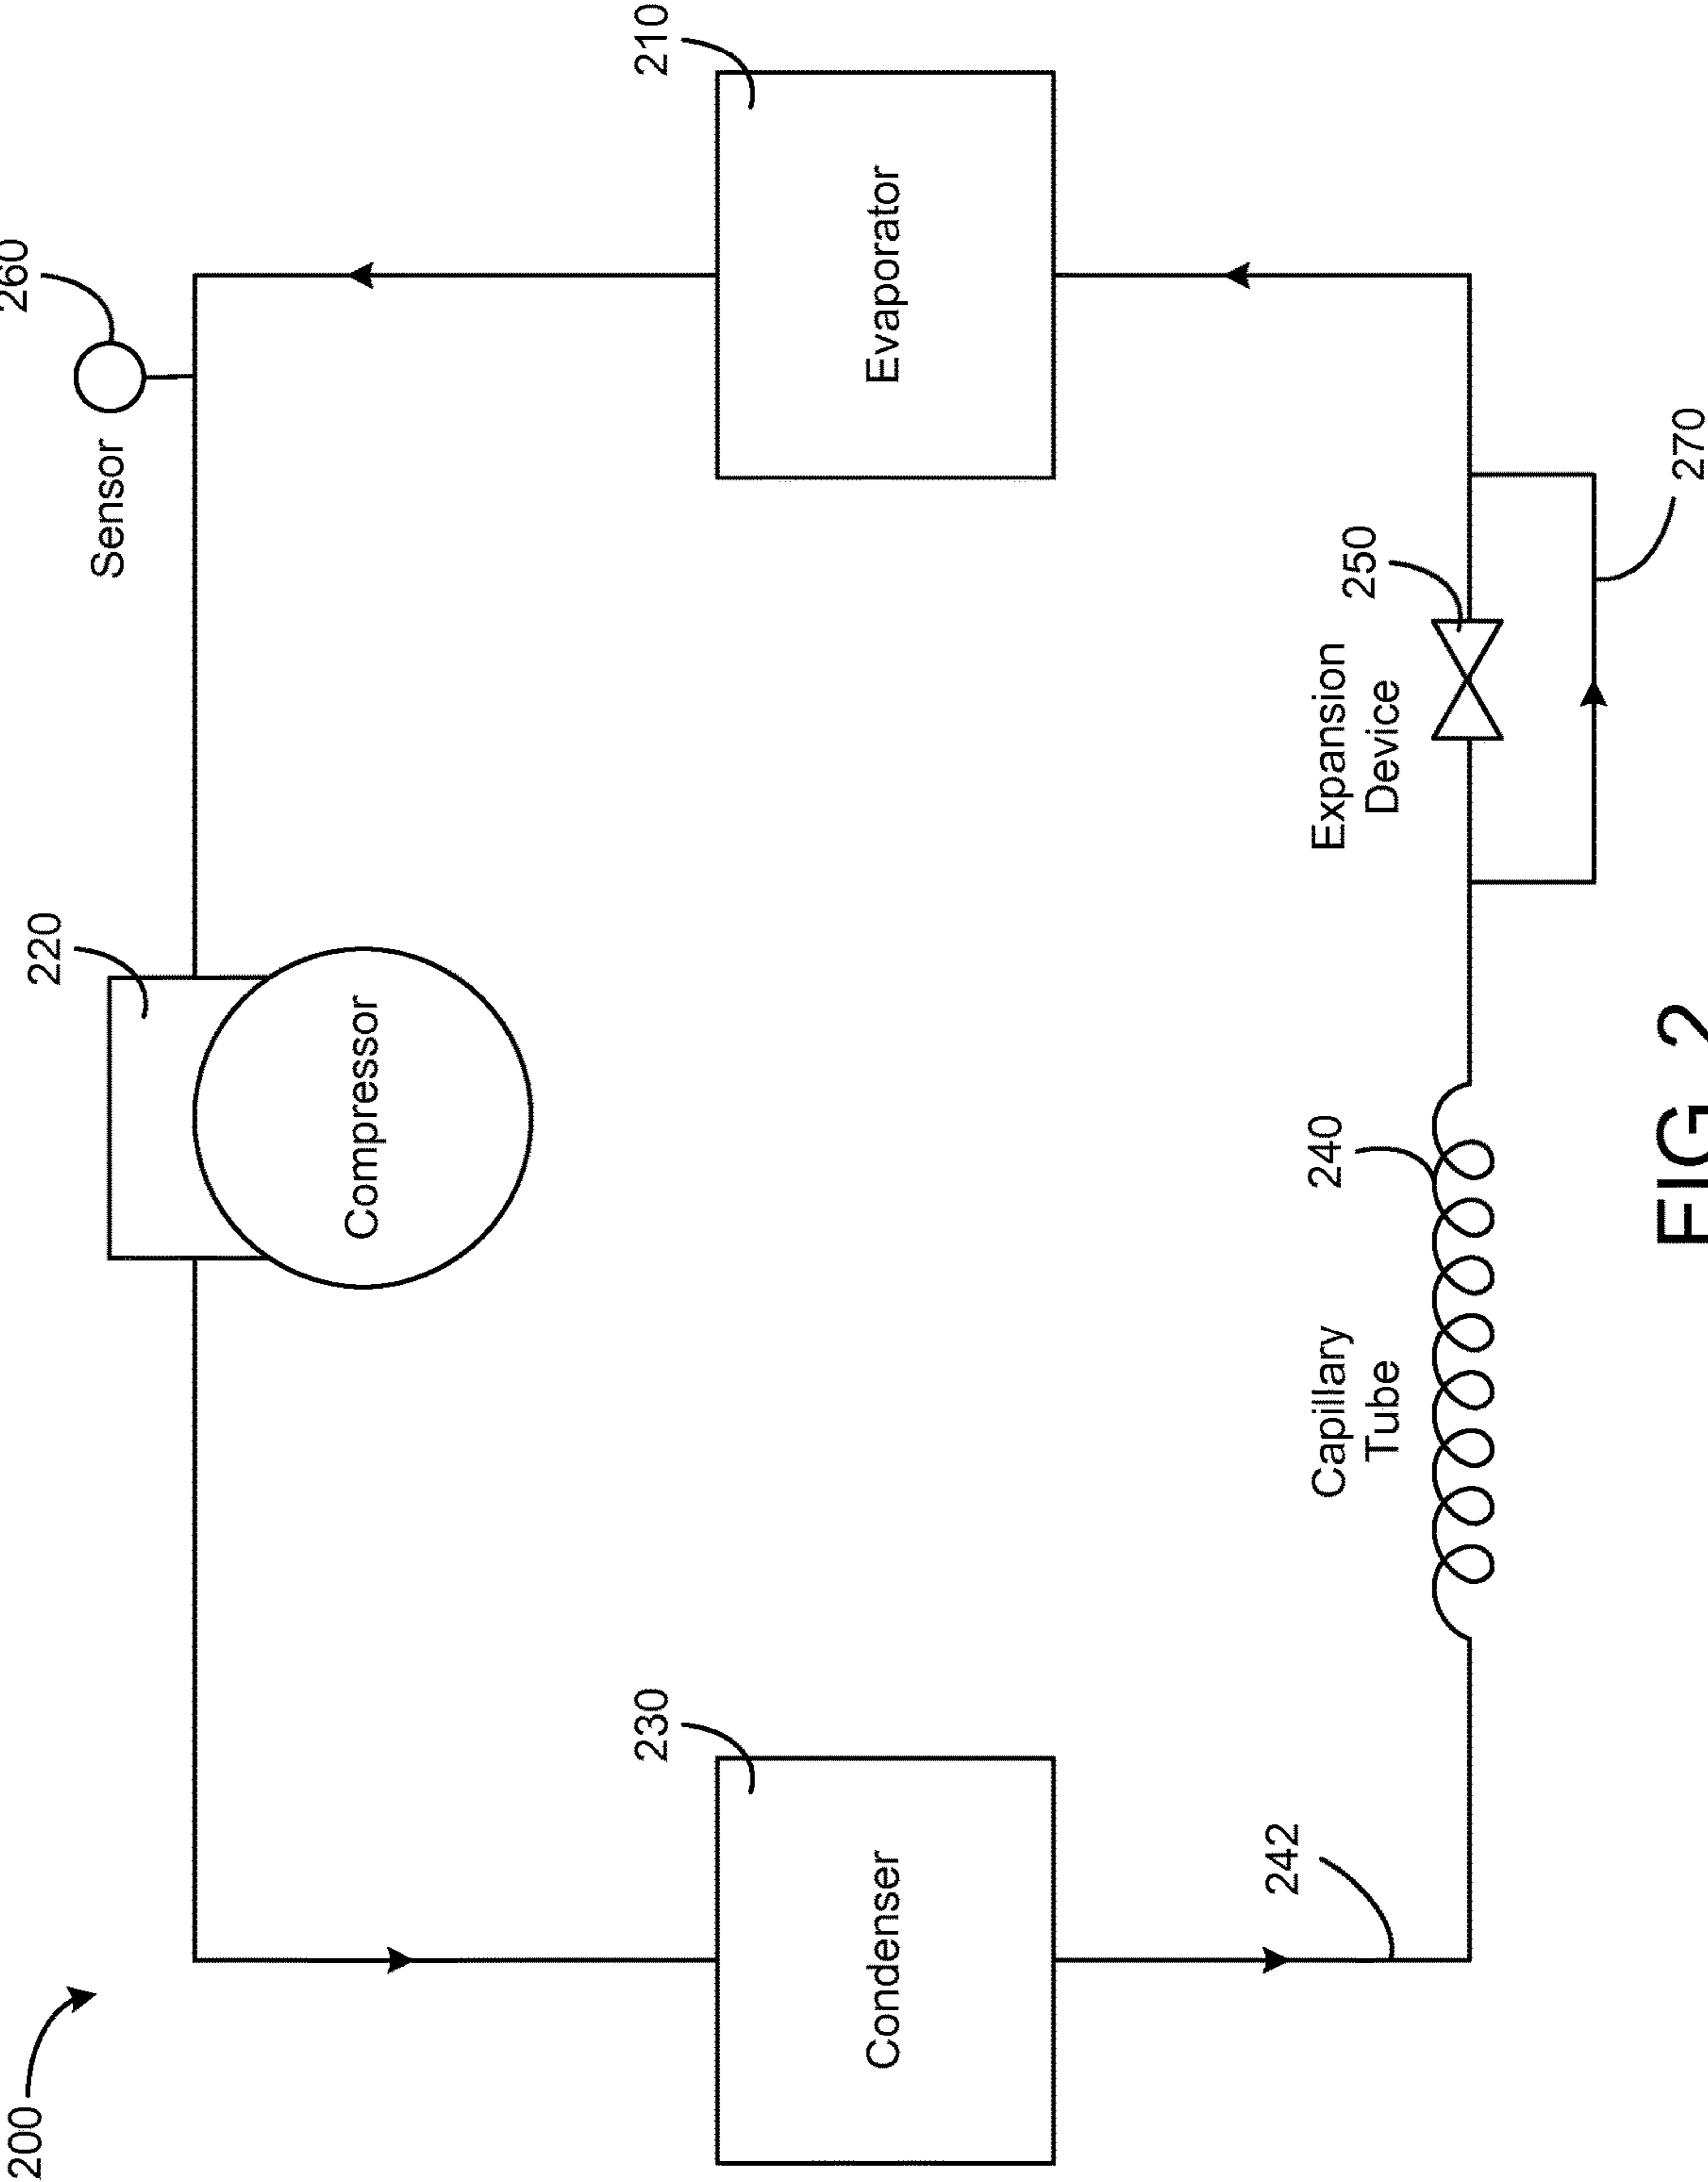 200
220
260
Sensor
Compressor
230
210
Condenser
Evaporator
242
Capillary
Tube
240
Expansion
Device
250
270
FIG. 2